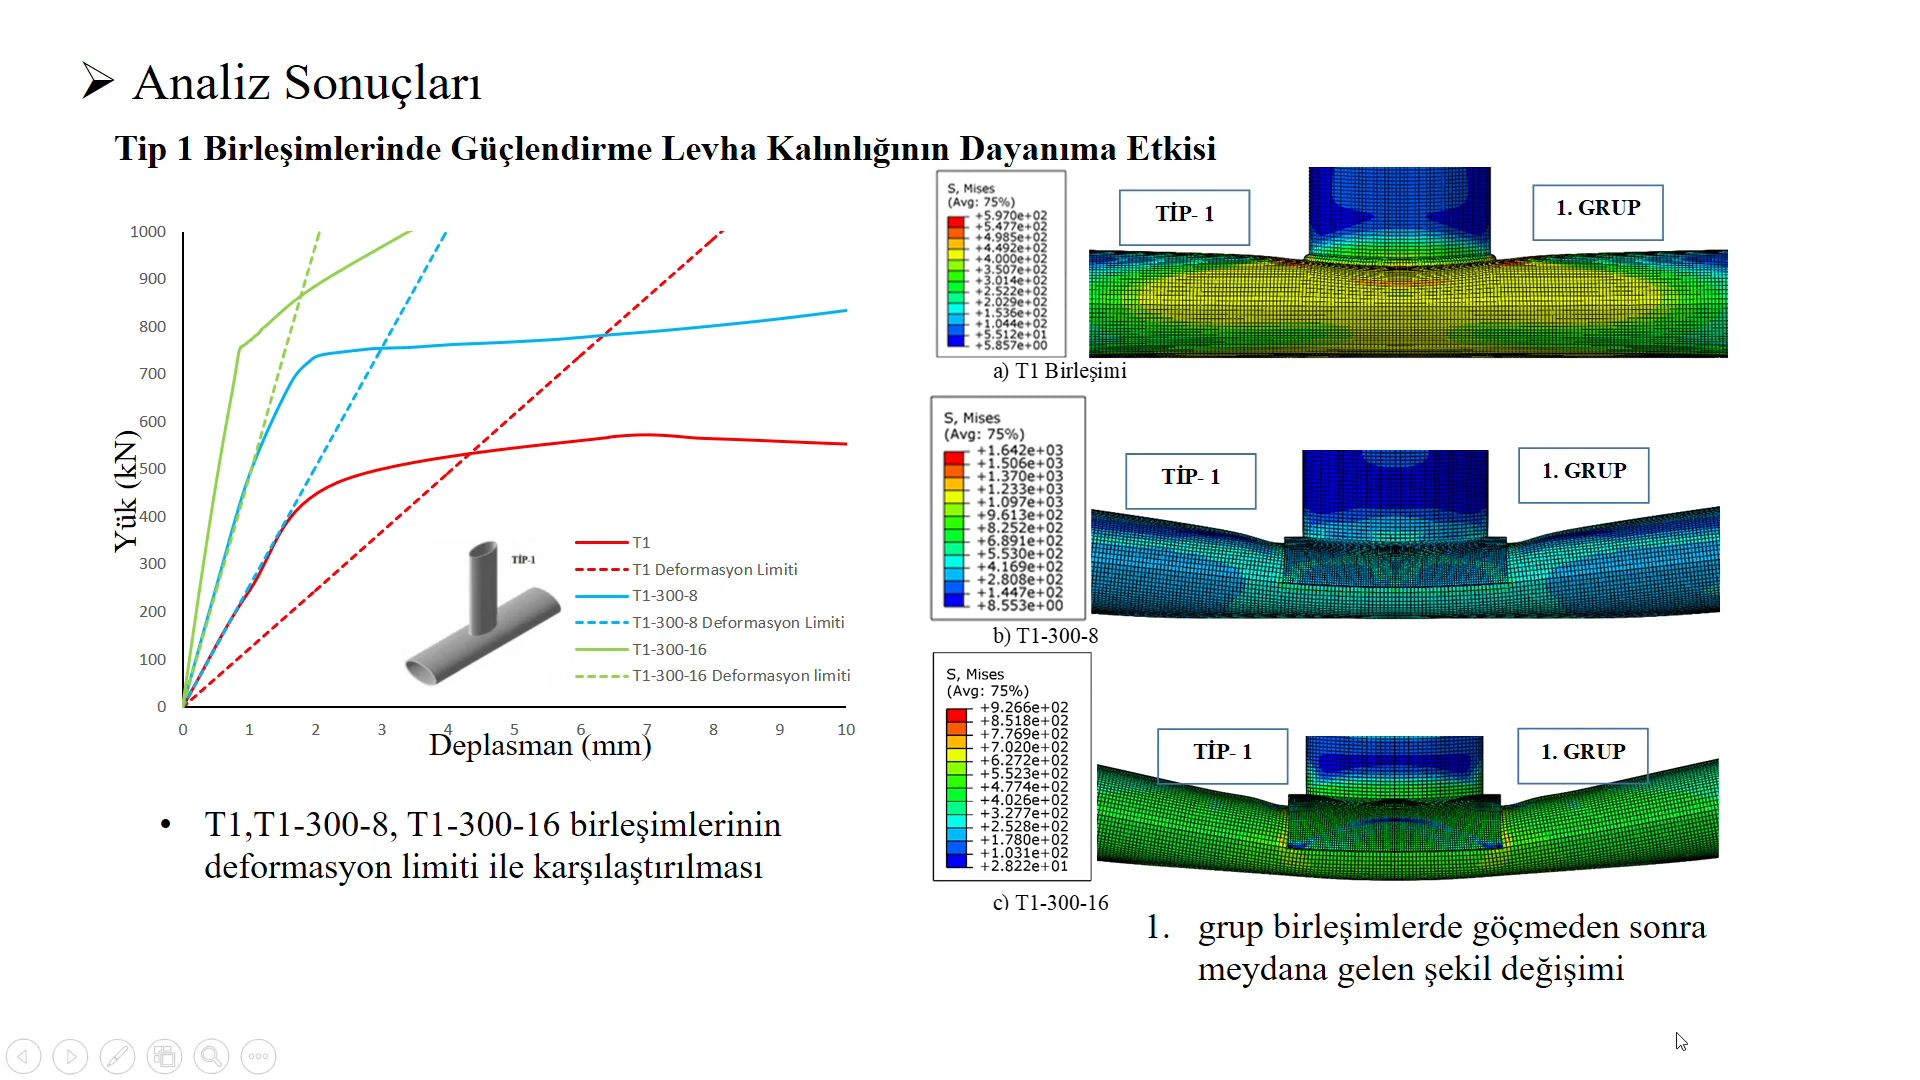 Analiz Sonuçları
Tip 1 Birleşimlerinde Güçlendirme Levha Kalınlığının Dayanıma Etkisi
1000
900
800
700
600
500
400
300
200
100
0
Yük (kN)
0 1 2 3 4 5 6 7 8 9 10
Deplasman (mm)
TİP-1
T1
T1 Deformasyon Limiti
T1-300-8
T1-300-8 Deformasyon Limiti
T1-300-16
T1-300-16 Deformasyon limiti
• T1,T1-300-8, T1-300-16 birleşimlerinin
deformasyon limiti ile karşılaştırılması
S, Mises
(Avg: 75%)
+5.970e+02
+5.477e+02
+4.985e+02
+4.492e+02
+4.000e+02
+3.507e+02
+3.014e+02
+2.522e+02
+2.029e+02
+1.536e+02
+1.044e+02
+5.512e+01
+5.857e+00
TİP- 1
1. GRUP
a) T1 Birleşimi
S, Mises
(Avg: 75%)
+1.642e+03
+1.506e+03
+1.370e+03
+1.233e+03
+1.097e+03
+9.613e+02
+8.252e+02
+6.891e+02
+5.530e+02
+4.169e+02
+2.808e+02
+1.447e+02
+8.553e+00
TİP- 1
1. GRUP
b) T1-300-8
S, Mises
(Avg: 75%)
+9.266e+02
+8.518e+02
+7.769e+02
+7.020e+02
+6.272e+02
+5.523e+02
+4.774e+02
+4.026e+02
+3.277e+02
+2.528e+02
+1.780e+02
+1.031e+02
+2.822e+01
TİP- 1
1. GRUP
c) T1-300-16
1. grup birleşimlerde göçmeden sonra
meydana gelen şekil değişimi